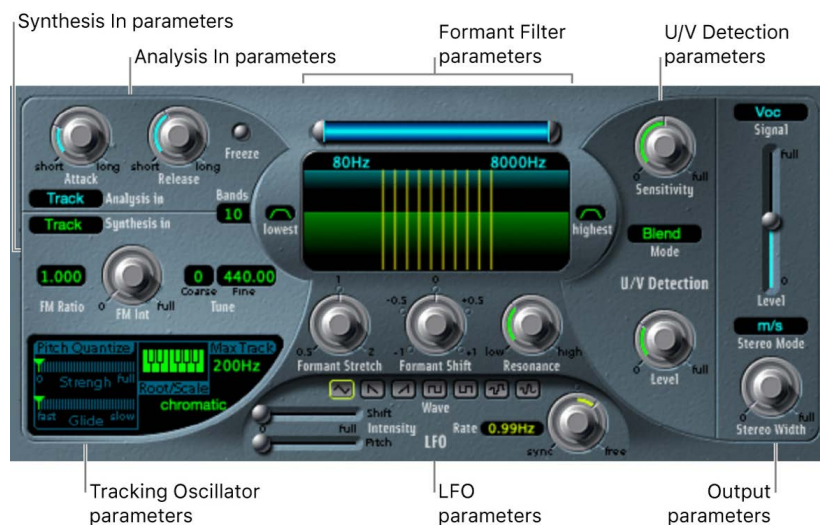 Synthesis In parameters
Analysis In parameters
Formant Filter
parameters
U/V Detection
parameters
short
long
Attack
short
long
Release
Freeze
Track
Analysis in
Track
Synthesis in
Bands
10
lowest
80Hz
8000Hz
highest
0
full
Sensitivity
Blend
Mode
U/V Detection
Level
0
full
Voc
Signal
full
0
Level
m/s
Stereo Mode
0
full
Stereo Width
1.000
FM Ratio
0
full
FM Int
0
Coarse
440.00
Fine
Tune
Pitch Quantize
0
Strengh
full
fast
Glide
slow
Root/Scale
chromatic
Max Track
200Hz
0.5
1
2
Formant Stretch
-1
-0.5
0
+0.5
+1
Formant Shift
low
high
Resonance
Wave
Shift
0
full
Intensity
Pitch
LFO
Rate
0.99Hz
sync
free
Tracking Oscillator
parameters
LFO
parameters
Output
parameters